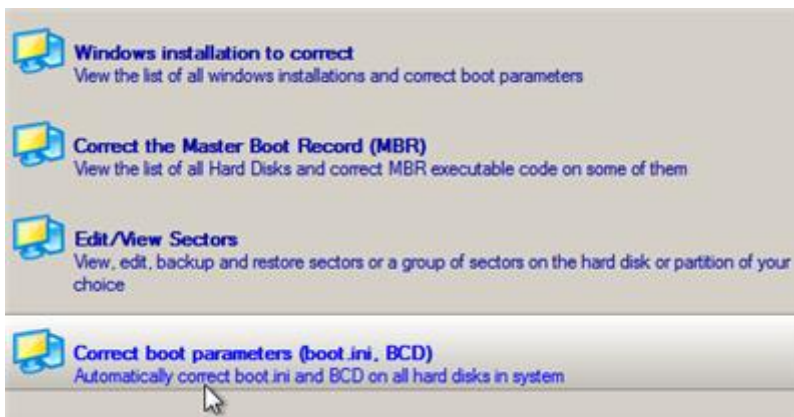 Windows installation to correct
View the list of all windows installations and correct boot parameters
Correct the Master Boot Record (MBR)
View the list of all Hard Disks and correct MBR executable code on some of them
Edit/View Sectors
View, edit, backup and restore sectors or a group of sectors on the hard disk or partition of your
choice
Correct boot parameters (boot.ini, BCD)
Automatically correct boot.ini and BCD on all hard disks in system